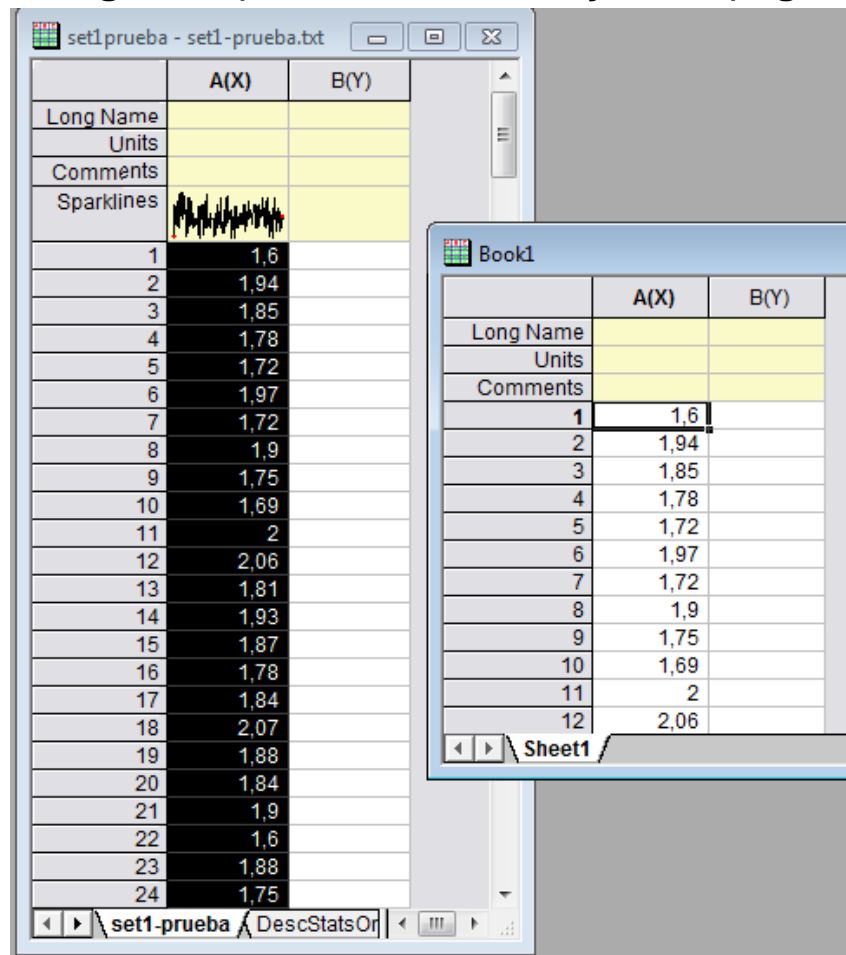 set1prueba - set1-prueba.txt
A(X) B(Y)
Long Name
Units
Comments
Sparklines
1 1,6
2 1,94
3 1,85
4 1,78
5 1,72
6 1,97
7 1,72
8 1,9
9 1,75
10 1,69
11 2
12 2,06
13 1,81
14 1,93
15 1,87
16 1,78
17 1,84
18 2,07
19 1,88
20 1,84
21 1,9
22 1,6
23 1,88
24 1,75
set1-prueba DescStatsOr
Book1
A(X) B(Y)
Long Name
Units
Comments
1 1,6
2 1,94
3 1,85
4 1,78
5 1,72
6 1,97
7 1,72
8 1,9
9 1,75
10 1,69
11 2
12 2,06
Sheet1